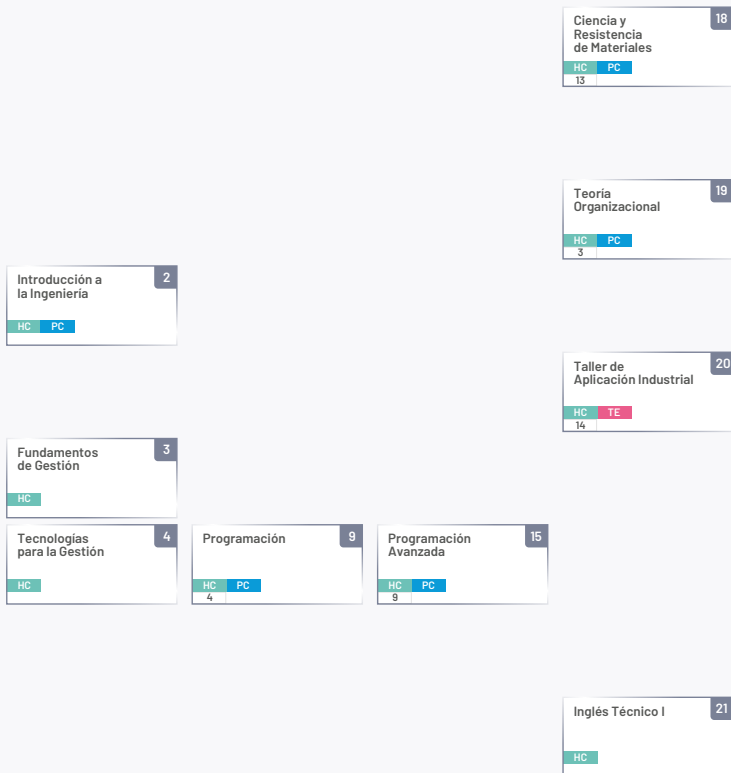 Ciencia y
Resistencia
de Materiales
18
HC PC
13
Teoría
Organizacional
19
HC PC
3
Introducción a
la Ingeniería
2
HC PC
Taller de
Aplicación Industrial
20
HC TE
14
Fundamentos
de Gestión
3
HC
Tecnologías
para la Gestión
4
HC
Programación
9
HC PC
4
Programación
Avanzada
15
HC PC
9
Inglés Técnico I
21
HC